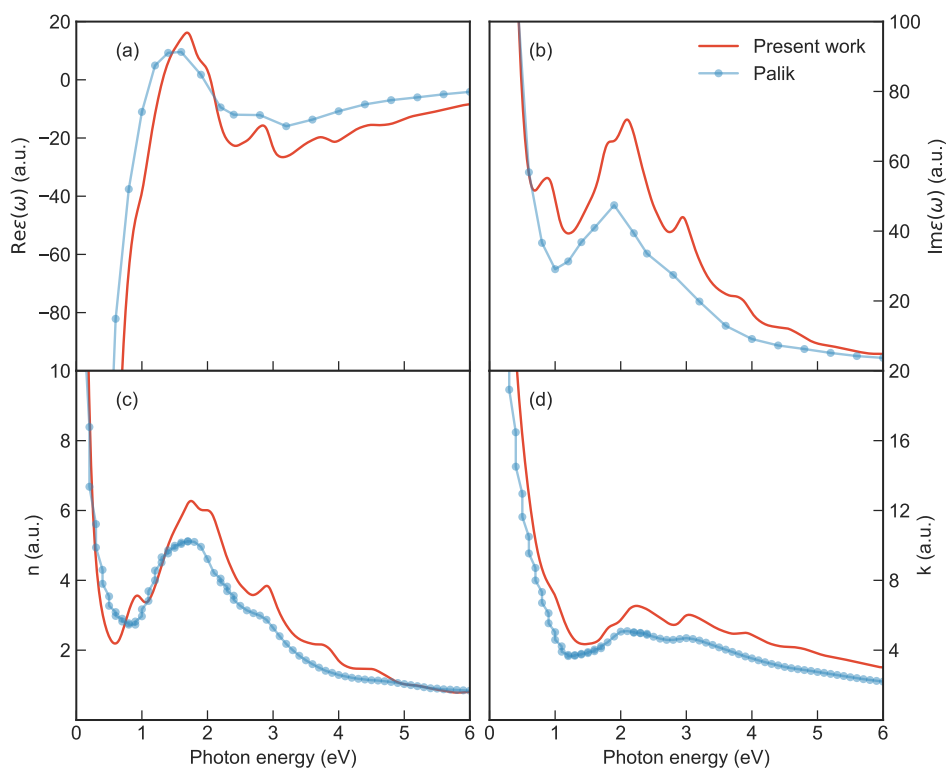 20
0
−20
−40
−60
−80
Reε(ω) (a.u.)
(a)
(b)
Present work
Palik
100
80
60
40
20
Imε(ω) (a.u.)
10
8
6
4
2
n (a.u.)
(c)
(d)
20
16
12
8
4
k (a.u.)
0 1 2 3 4 5 6
0 1 2 3 4 5 6
Photon energy (eV)
Photon energy (eV)